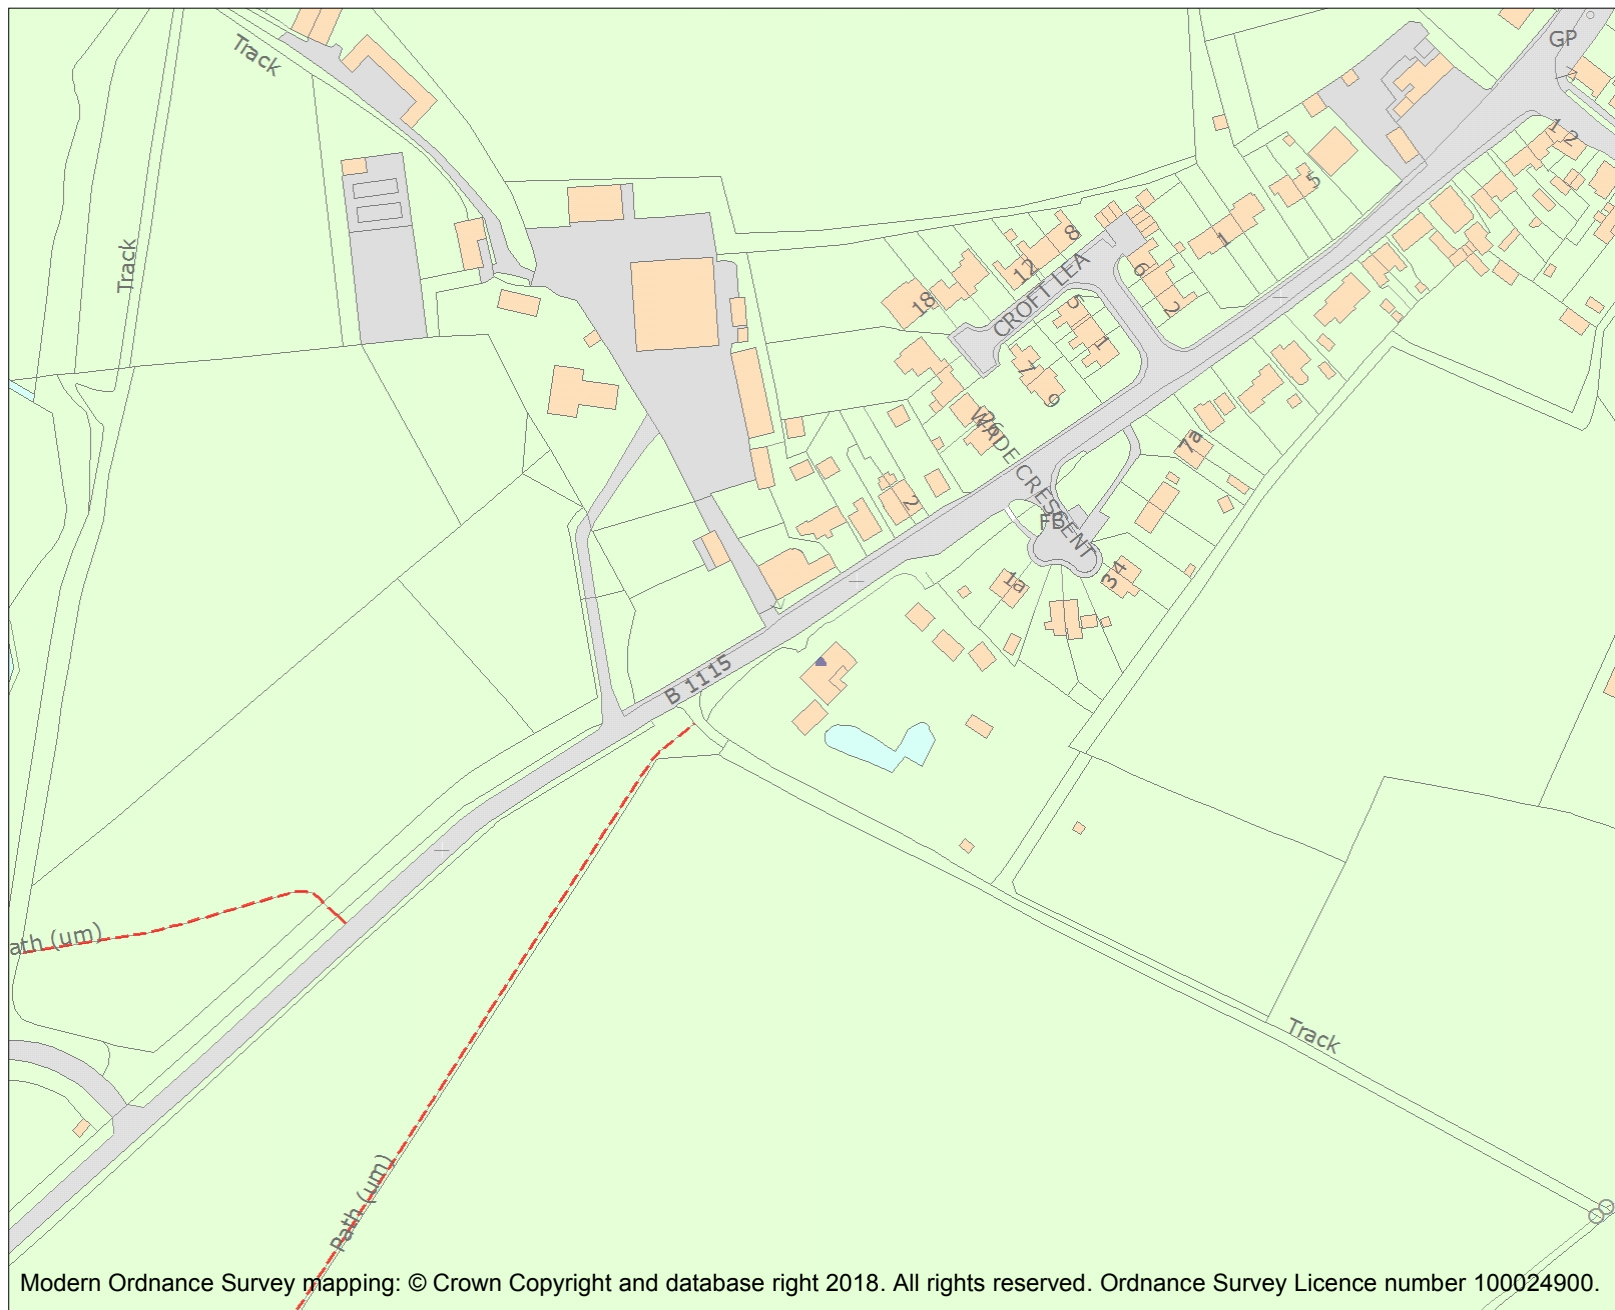 GP
Track
1 2
5
Track
8
1
12
6
CROFT LEA
18
5
2
1
7
9
WADE CRESCENT
7a
2
FB
34
1a
B 1115
ath (um)
Track
Path (um)
Modern Ordnance Survey mapping: © Crown Copyright and database right 2018. All rights reserved. Ordnance Survey Licence number 100024900.